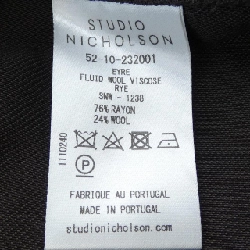 STUDIO
NICHOLSON
52-10-232001
EYRE
FLUID WOOL VISCOSE
RYE
SNW - 1238
76% RAYON
24% WOOL
1110240
P
FABRIQUE AU PORTUGAL
MADE IN PORTUGAL
studionicholson.com